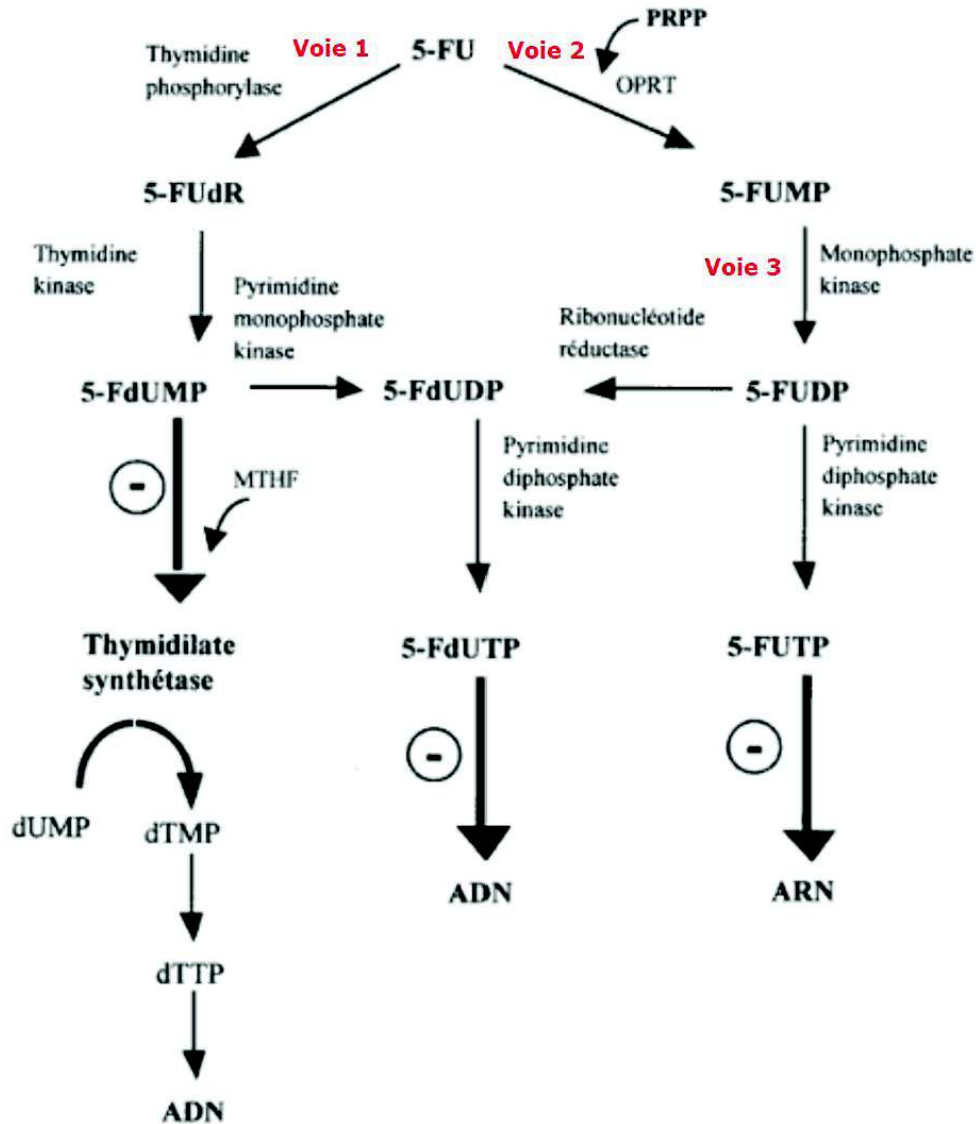 PRPP
Voie 1
5-FU
Voie 2
Thymidine
phosphorylase
OPRT
5-FUdR
5-FUMP
Thymidine
kinase
Voie 3
Monophosphate
kinase
Pyrimidine
monophosphate
kinase
Ribonucléotide
réductase
5-FdUMP
5-FdUDP
5-FUDP
-
MTHF
Pyrimidine
diphosphate
kinase
Pyrimidine
diphosphate
kinase
Thymidilate
synthétase
5-FdUTP
5-FUTP
-
-
dUMP
dTMP
ADN
ARN
dTTP
ADN